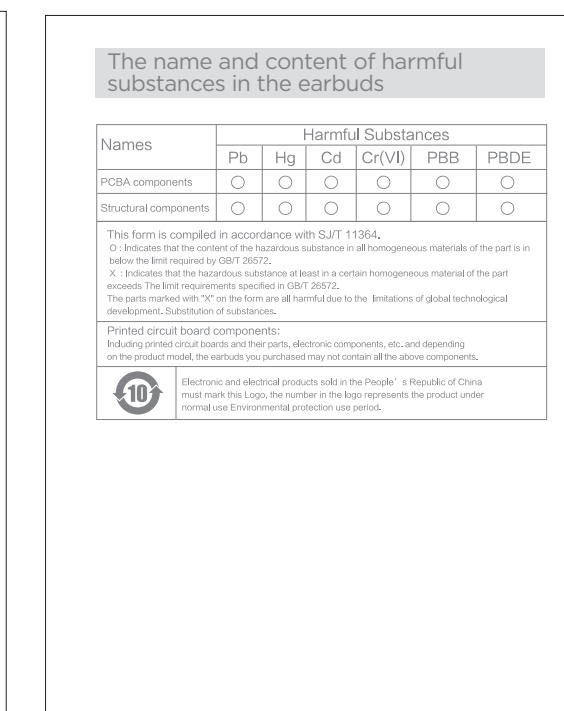 The name and content of harmful
substances in the earbuds
Names
Harmful Substances
Pb Hg Cd Cr(VI) PBB PBDE
PCBA components ○ ○ ○ ○ ○ ○
Structural components ○ ○ ○ ○ ○ ○
This form is compiled in accordance with SJ/T 11364.
O : Indicates that the content of the hazardous substance in all homogeneous materials of the part is in
below the limit required by GB/T 26572.
X : Indicates that the hazardous substance at least in a certain homogeneous material of the part
exceeds The limit requirements specified in GB/T 26572.
The parts marked with "X" on the form are all harmful due to the limitations of global technological
development. Substitution of substances.
Printed circuit board components:
Including printed circuit boards and their parts, electronic components, etc. and depending
on the product model, the earbuds you purchased may not contain all the above components.
10
Electronic and electrical products sold in the People' s Republic of China
must mark this Logo, the number in the logo represents the product under
normal use Environmental protection use period.